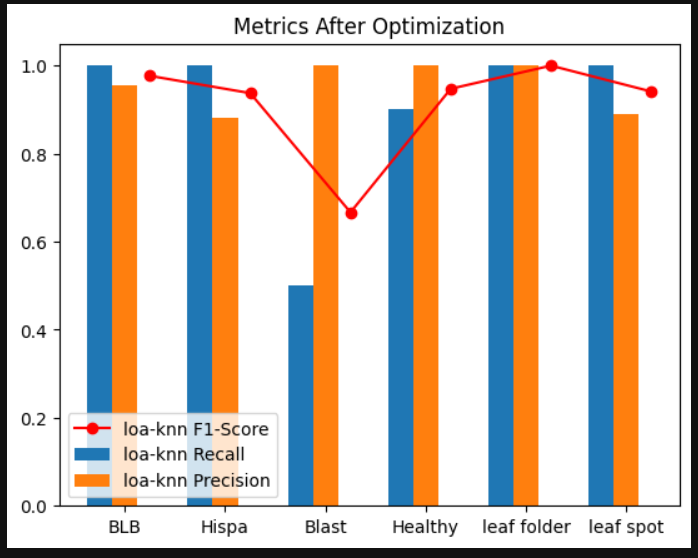 Metrics After Optimization
1.0
0.8
0.6
0.4
0.2
0.0
loa-knn F1-Score
loa-knn Recall
loa-knn Precision
BLB Hispa Blast Healthy leaf folder leaf spot